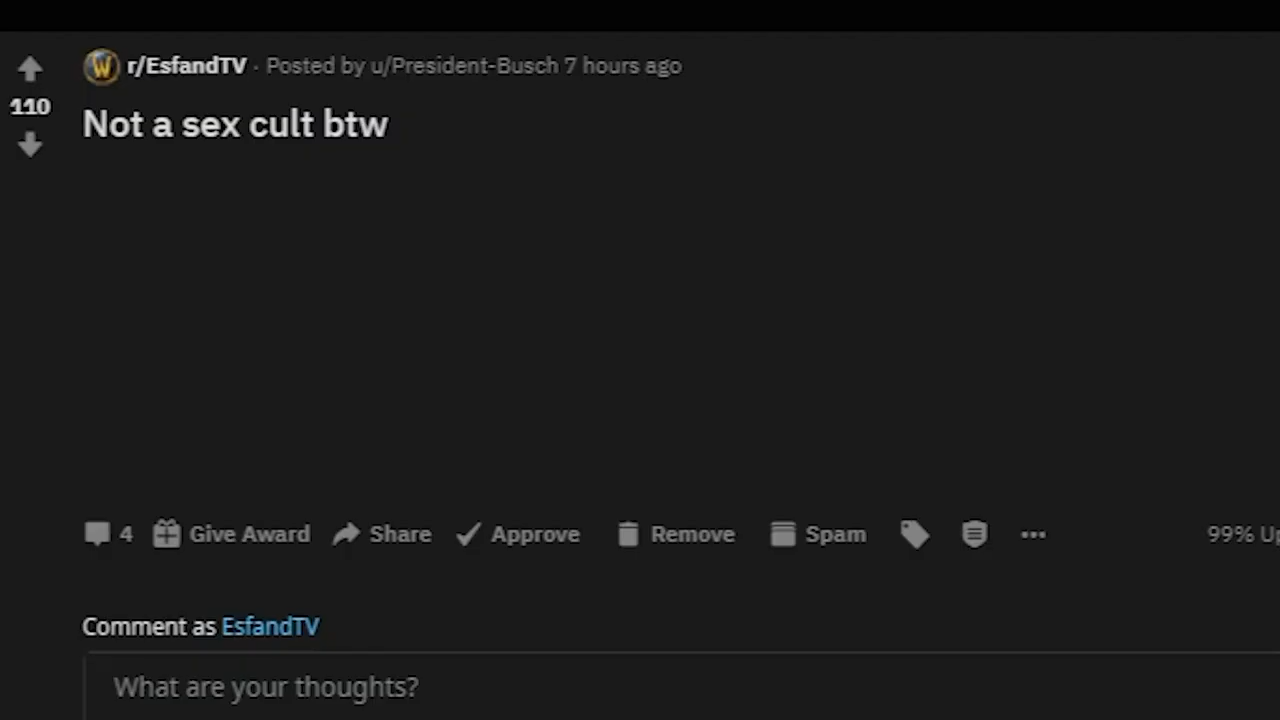 r/EsfandTV · Posted by u/President-Busch 7 hours ago
110
Not a sex cult btw
4 Give Award Share Approve Remove Spam ••• 99%
Comment as EsfandTV
What are your thoughts?